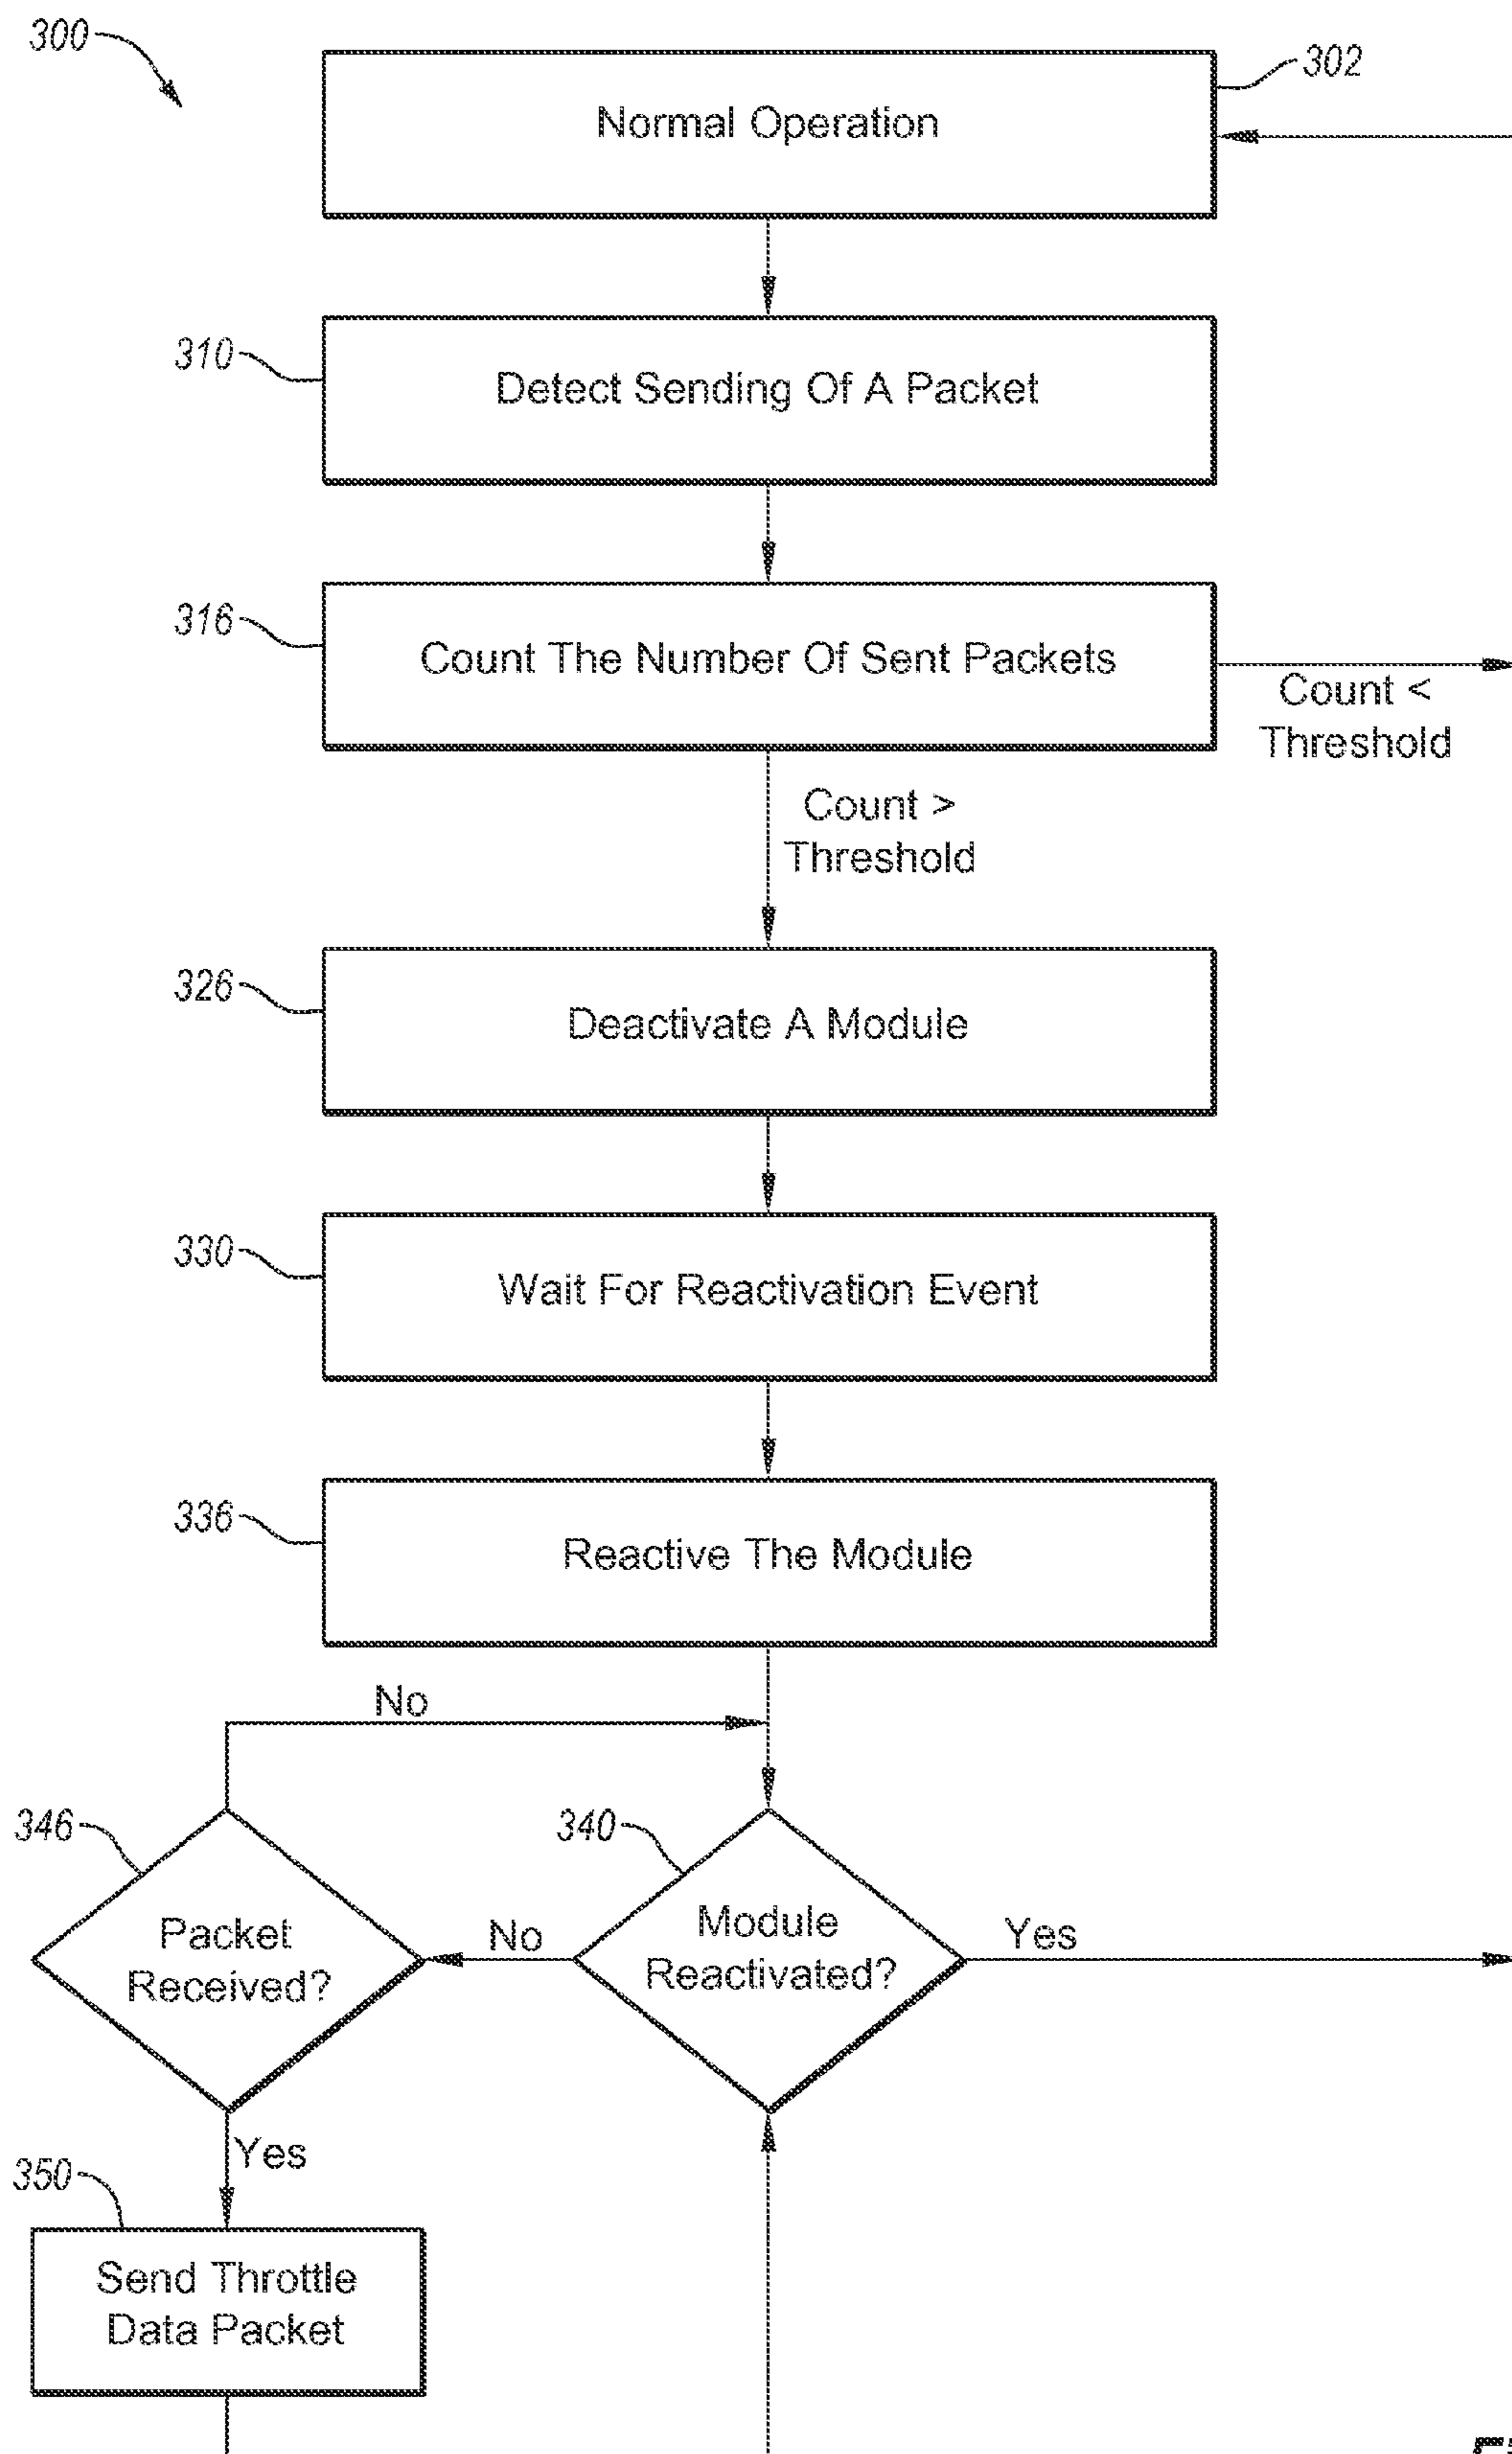 300
302
Normal Operation
310
Detect Sending Of A Packet
316
Count The Number Of Sent Packets
Count <
Threshold
Count >
Threshold
326
Deactivate A Module
330
Wait For Reactivation Event
336
Reactive The Module
No
346
340
Packet
Received?
No
Module
Reactivated?
Yes
Yes
350
Send Throttle
Data Packet